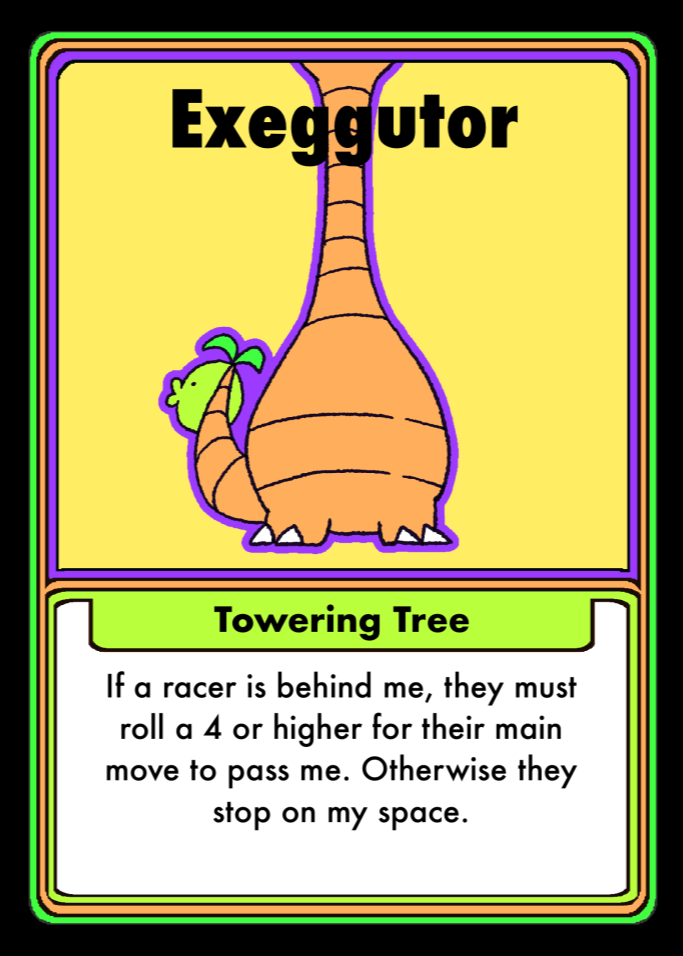 Exeggutor
Towering Tree
If a racer is behind me, they must
roll a 4 or higher for their main
move to pass me. Otherwise they
stop on my space.